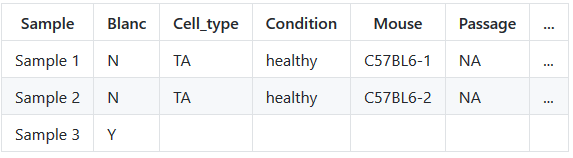 Sample Blanc Cell_type Condition Mouse Passage ...
Sample 1 N TA healthy C57BL6-1 NA ...
Sample 2 N TA healthy C57BL6-2 NA ...
Sample 3 Y